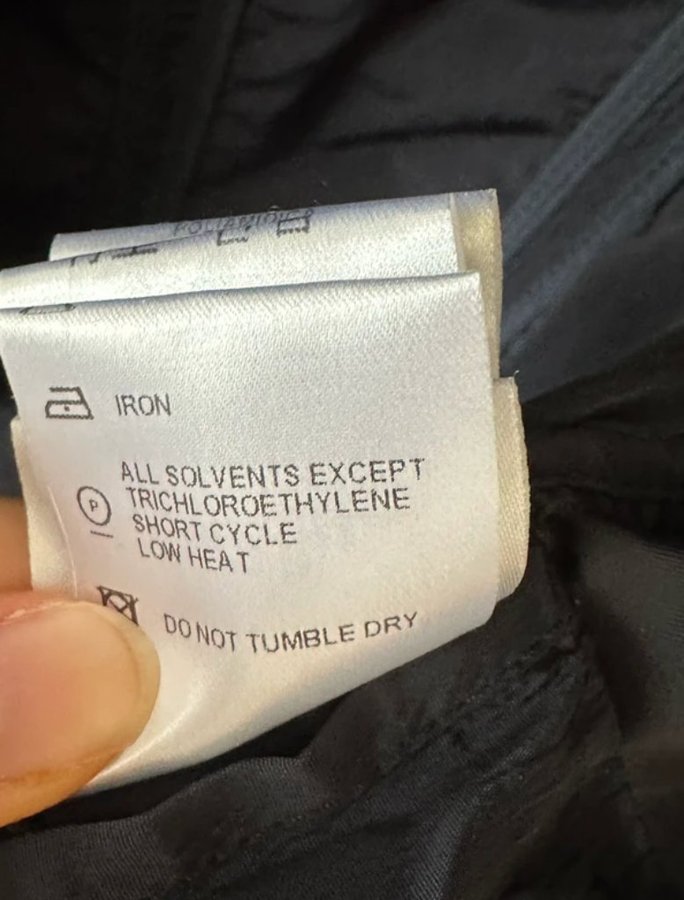 IRON
ALL SOLVENTS EXCEPT
TRICHLOROETHYLENE
P
SHORT CYCLE
LOW HEAT
DO NOT TUMBLE DRY